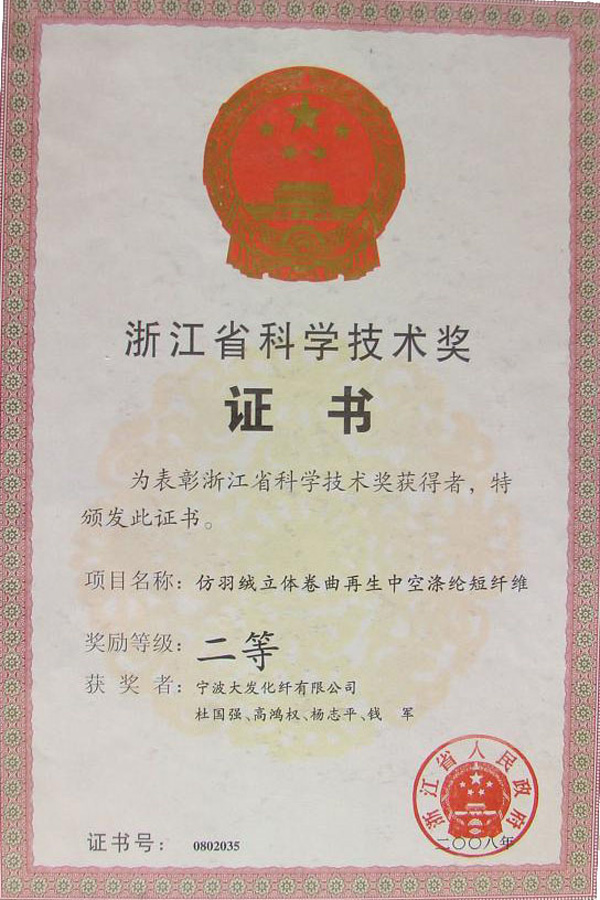 浙江省科学技术奖
证书
为表彰浙江省科学技术奖获得者，特
颁发此证书。
项目名称：仿羽绒立体卷曲再生中空涤纶短纤维
奖励等级：二等
获奖者：宁波大发化纤有限公司
杜国强、高鸿权、杨志平、钱 军
浙江省人民政府
证书号：0802035
二〇〇八年